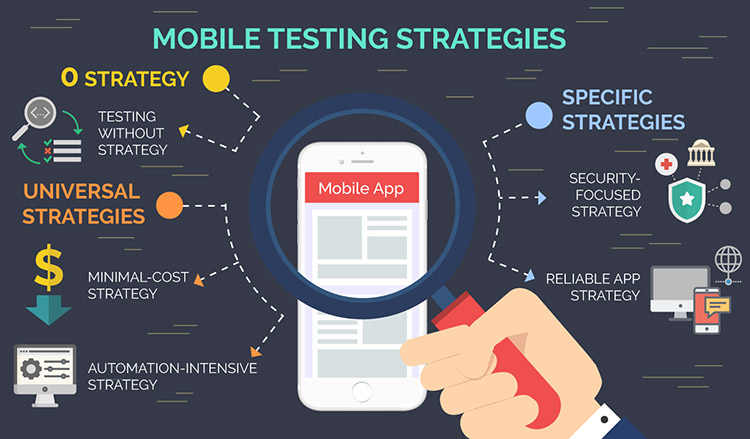 MOBILE TESTING STRATEGIES
0 STRATEGY
TESTING
WITHOUT
STRATEGY
UNIVERSAL
STRATEGIES
$
MINIMAL-COST
STRATEGY
AUTOMATION-INTENSIVE
STRATEGY
Mobile App
SPECIFIC
STRATEGIES
SECURITY-
FOCUSED
STRATEGY
RELIABLE APP
STRATEGY